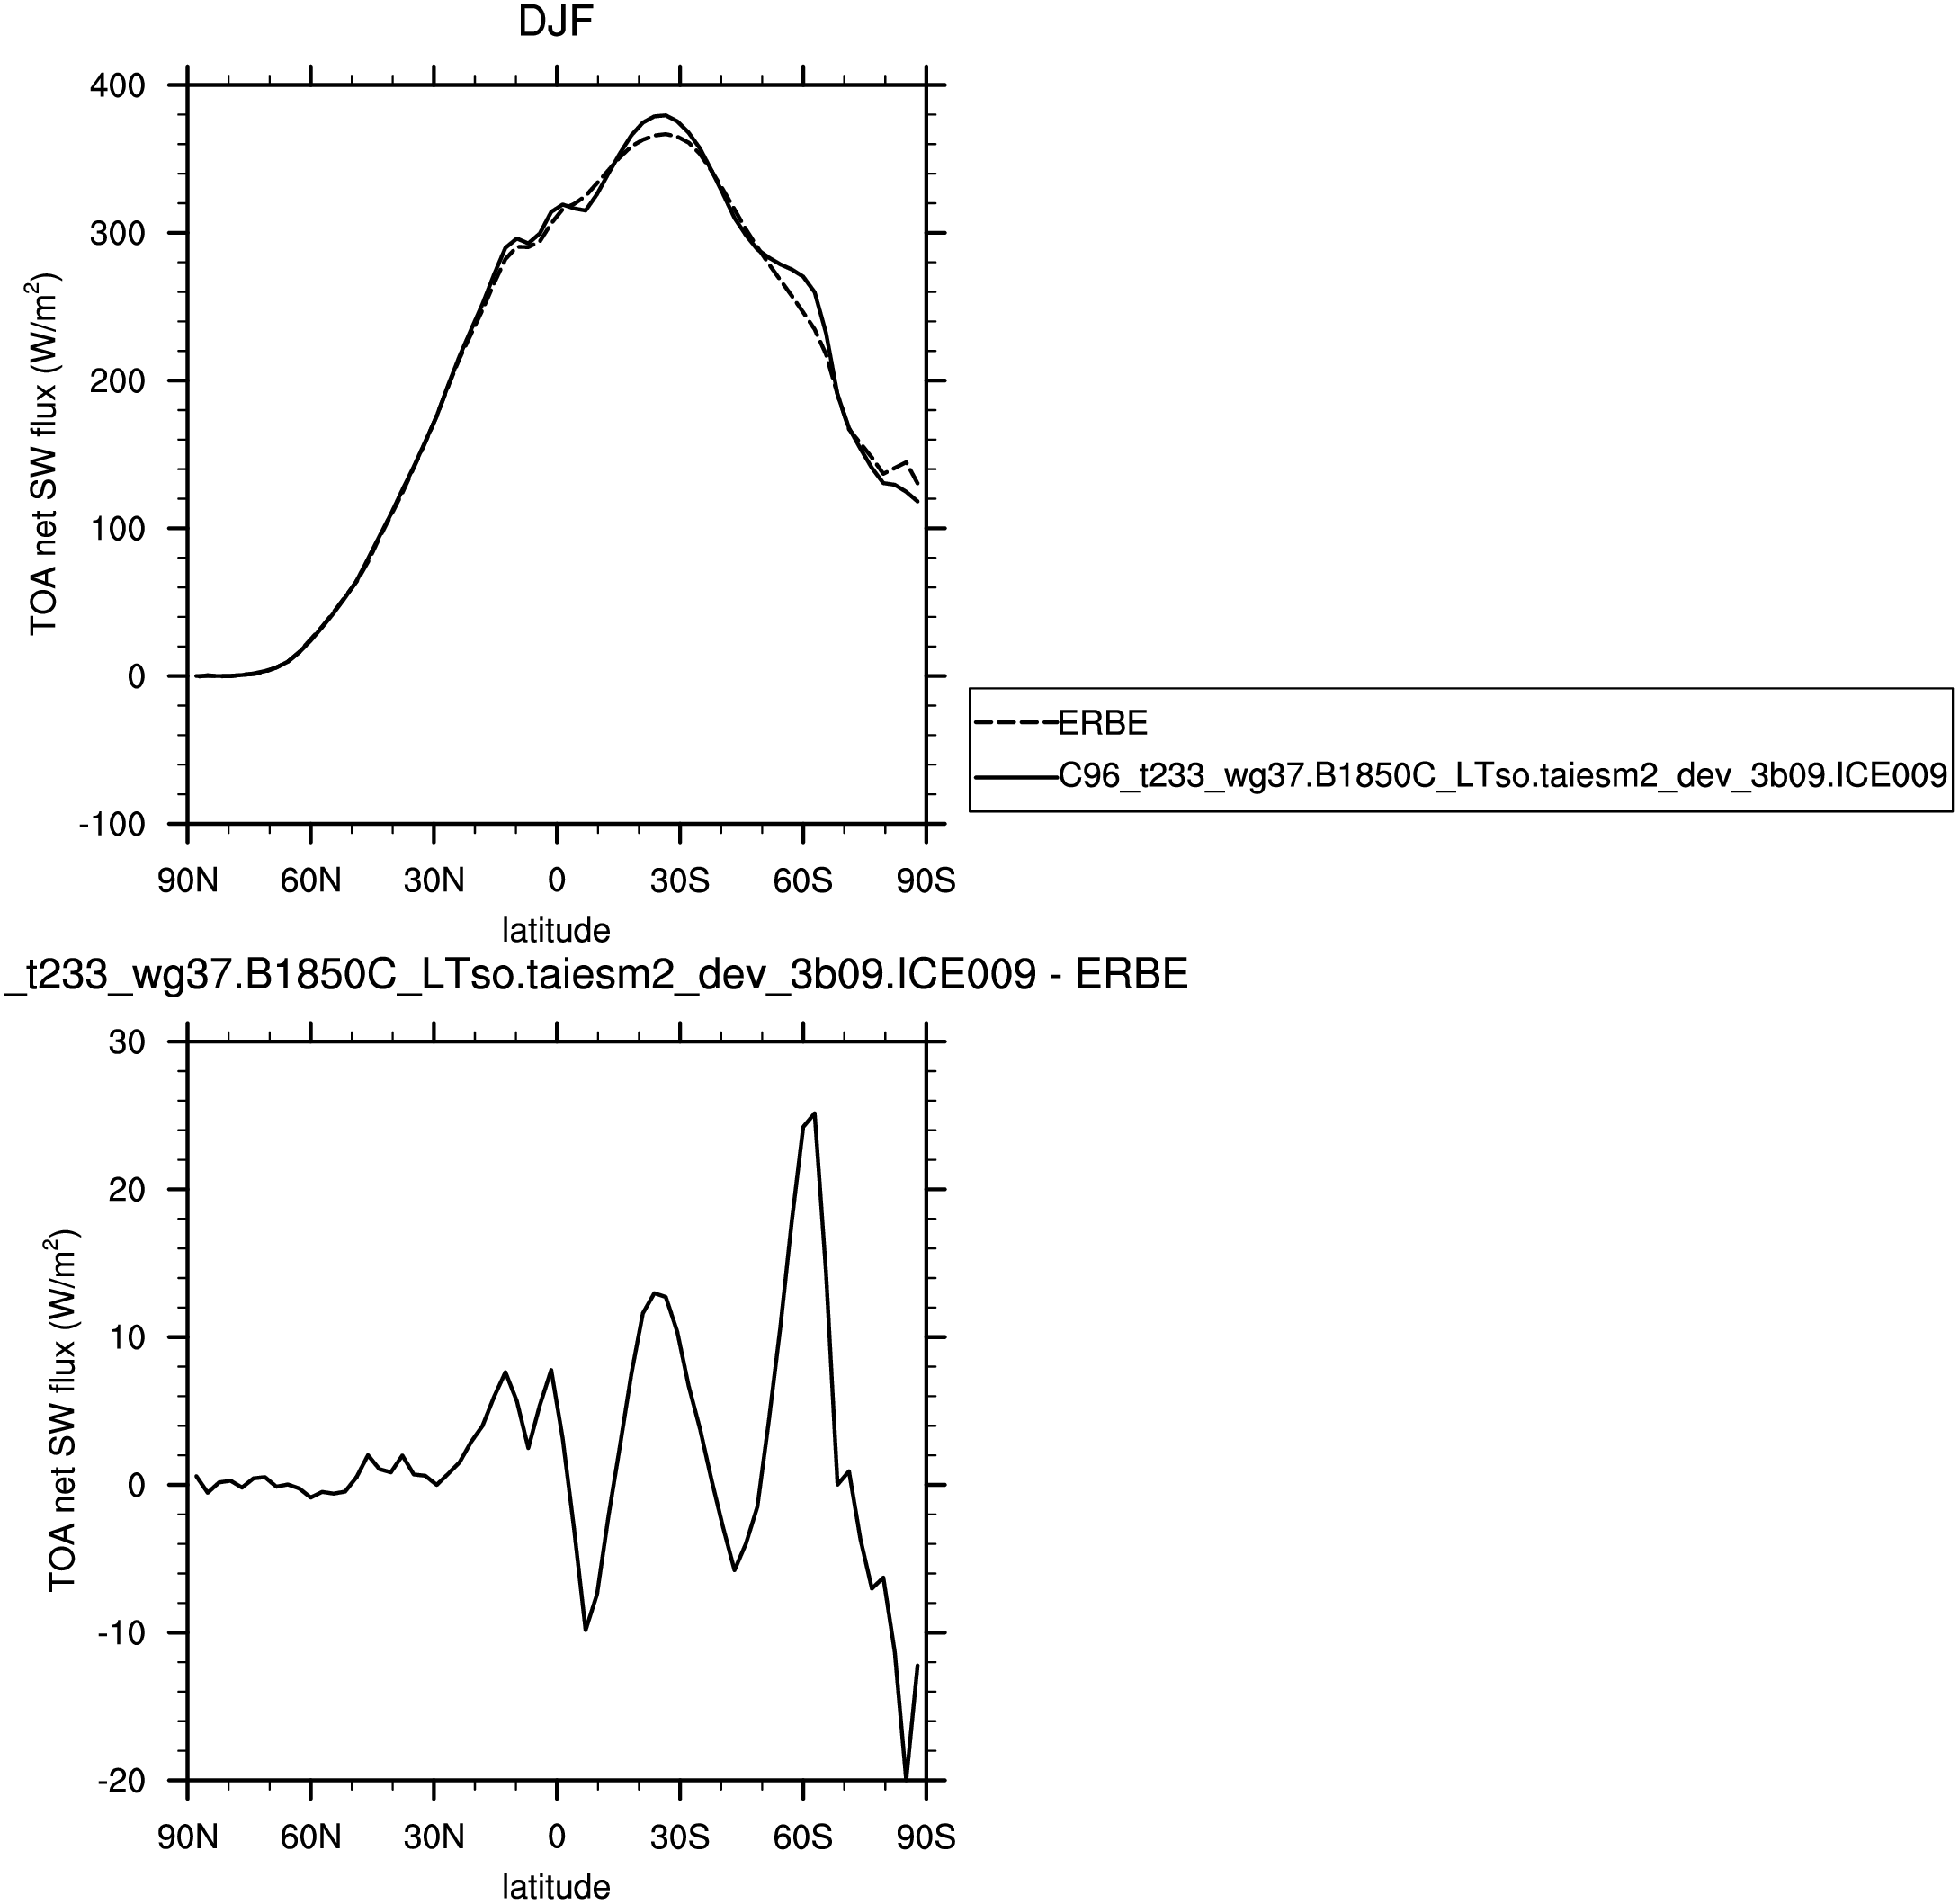 DJF
TOA net SW flux (W/m²)
400
300
200
100
0
-100
90N 60N 30N 0 30S 60S 90S
latitude
ERBE
C96_t233_wg37.B1850C_LTso.taiesm2_dev_3b09.ICE009
_t233_wg37.B1850C_LTso.taiesm2_dev_3b09.ICE009 - ERBE
TOA net SW flux (W/m²)
30
20
10
0
-10
-20
90N 60N 30N 0 30S 60S 90S
latitude